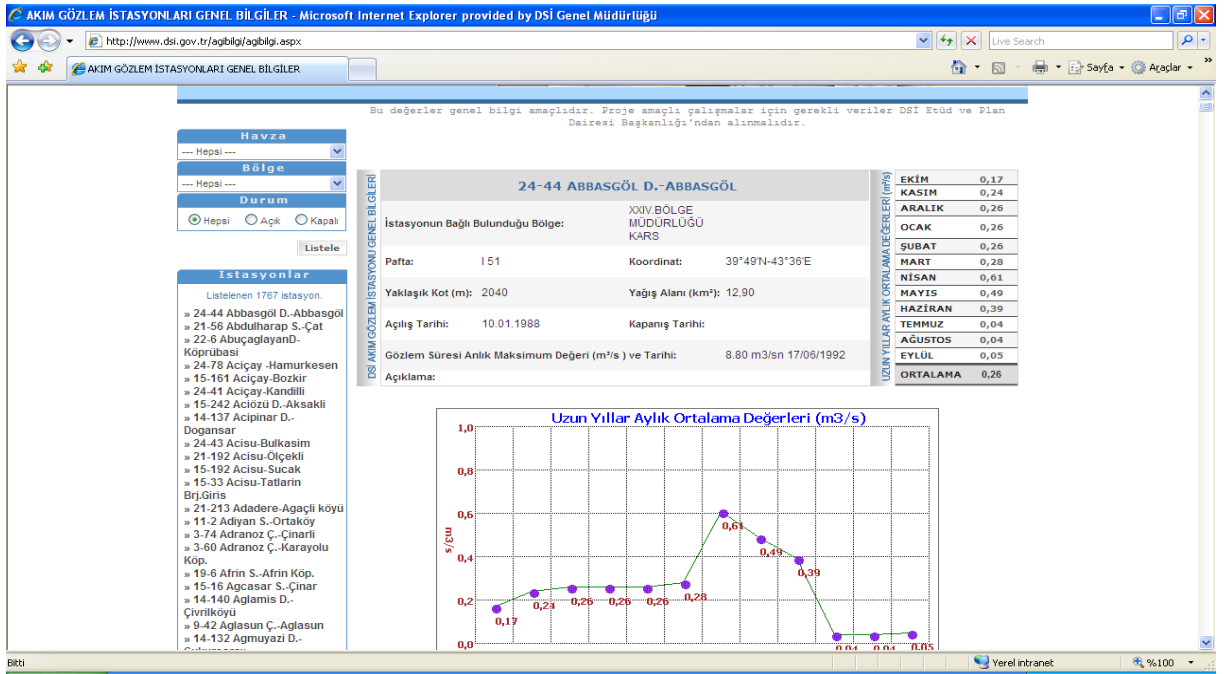 AKIM GÖZLEM İSTASYONLARI GENEL BİLGİLER - Microsoft Internet Explorer provided by DSİ Genel Müdürlüğü
http://www.dsi.gov.tr/agibilgi/agibilgi.aspx
Live Search
AKIM GÖZLEM İSTASYONLARI GENEL BİLGİLER
Sayfa
Araçlar
Bu değerler genel bilgi amaçlıdır. Proje amaçlı çalışmalar için gerekli veriler DSİ Etüd ve Plan
Dairesi Başkanlığı'ndan alınmalıdır.
Havza
--- Hepsi ---
Bölge
--- Hepsi ---
Durum
Hepsi Açık Kapalı
Listele
Istasyonlar
Listelenen 1767 istasyon.
» 24-44 Abbasgöl D.-Abbasgöl
» 21-56 Abdulharap S.-Çat
» 22-6 AbuçaglayanD-
Köprübasi
» 24-78 Aciçay -Hamurkesen
» 15-161 Aciçay-Bozkir
» 24-41 Aciçay-Kandilli
» 15-242 Aciözü D.-Aksakli
» 14-137 Acipinar D.-
Dogansar
» 24-43 Acisu-Bulkasim
» 21-192 Acisu-Ölçekli
» 15-192 Acisu-Sucak
» 15-33 Acisu-Tatlarin
Brj.Giris
» 21-213 Adadere-Agaçli köyü
» 11-2 Adiyan S.-Ortaköy
» 3-74 Adranoz Ç.-Çinarli
» 3-60 Adranoz Ç.-Karayolu
Köp.
» 19-6 Afrin S.-Afrin Köp.
» 15-16 Agcasar S.-Çinar
» 14-140 Aglamis D.-
Çivrilköyü
» 9-42 Aglasun Ç.-Aglasun
» 14-132 Agmuyazi D.-
DSİ AKIM GÖZLEM İSTASYONU GENEL BİLGİLERİ
24-44 ABBASGÖL D.-ABBASGÖL
İstasyonun Bağlı Bulunduğu Bölge:
XXIV.BÖLGE
MÜDÜRLÜĞÜ
KARS
Pafta: I 51 Koordinat: 39°49'N-43°36'E
Yaklaşık Kot (m): 2040 Yağış Alanı (km²): 12,90
Açılış Tarihi: 10.01.1988 Kapanış Tarihi:
Gözlem Süresi Anlık Maksimum Değeri (m³/s ) ve Tarihi: 8.80 m3/sn 17/06/1992
Açıklama:
UZUN YILLAR AYLIK ORTALAMA DEĞERLERİ (m³/s)
EKİM 0,17
KASIM 0,24
ARALIK 0,26
OCAK 0,26
ŞUBAT 0,26
MART 0,28
NİSAN 0,61
MAYIS 0,49
HAZİRAN 0,39
TEMMUZ 0,04
AĞUSTOS 0,04
EYLÜL 0,05
ORTALAMA 0,26
Uzun Yıllar Aylık Ortalama Değerleri (m3/s)
m3/s
1,0
0,8
0,6
0,4
0,2
0,0
0,17
0,24
0,26
0,26
0,26
0,28
0,61
0,49
0,39
0,04
0,04
0,05
Bitti
Yerel intranet
%100